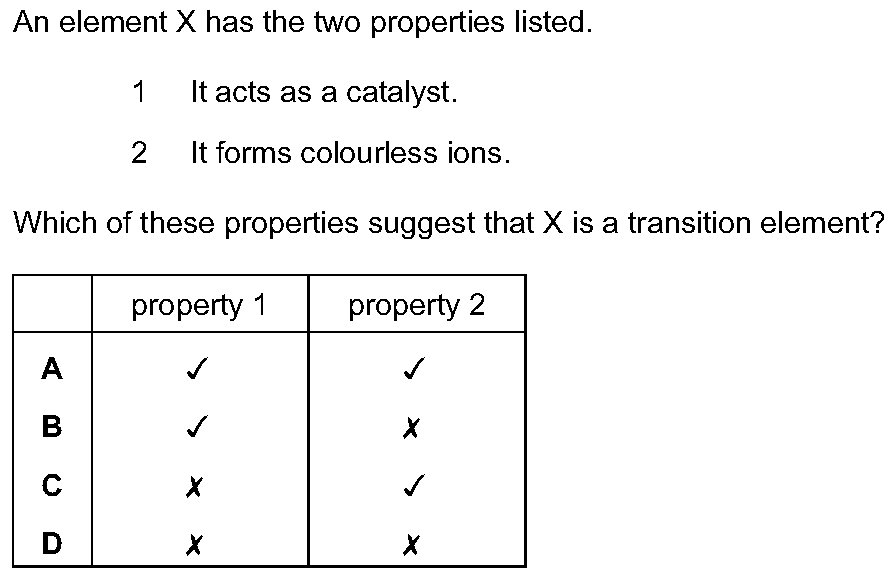 An element X has the two properties listed.
1 It acts as a catalyst.
2 It forms colourless ions.
Which of these properties suggest that X is a transition element?
property 1 property 2
A ✓ ✓
B ✓ ✗
C ✗ ✓
D ✗ ✗